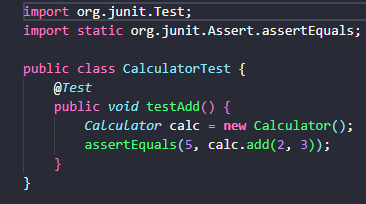 import org.junit.Test;
import static org.junit.Assert.assertEquals;

public class CalculatorTest {
    @Test
    public void testAdd() {
        Calculator calc = new Calculator();
        assertEquals(5, calc.add(2, 3));
    }
}